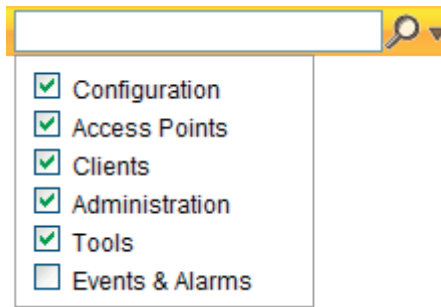 Configuration
Access Points
Clients
Administration
Tools
Events & Alarms